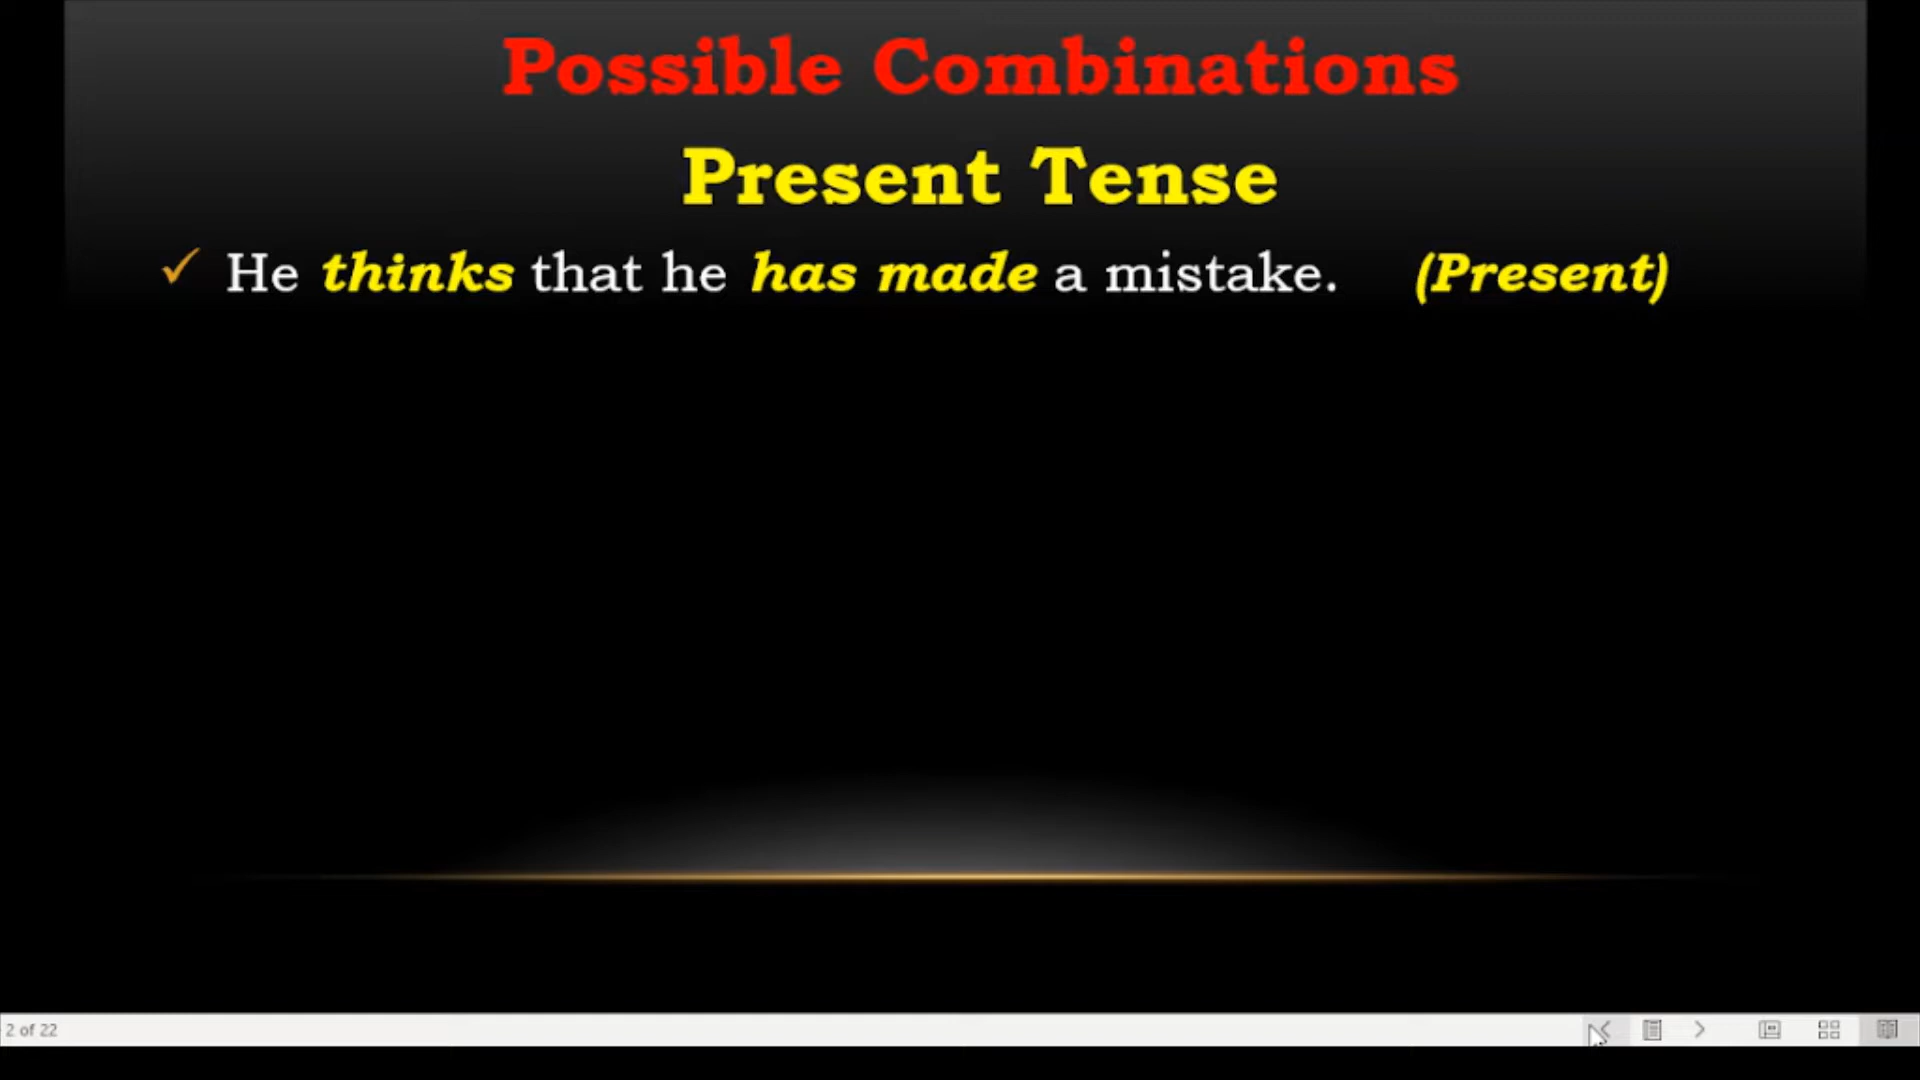 Possible Combinations
Present Tense
✓ He thinks that he has made a mistake. (Present)
2 of 22